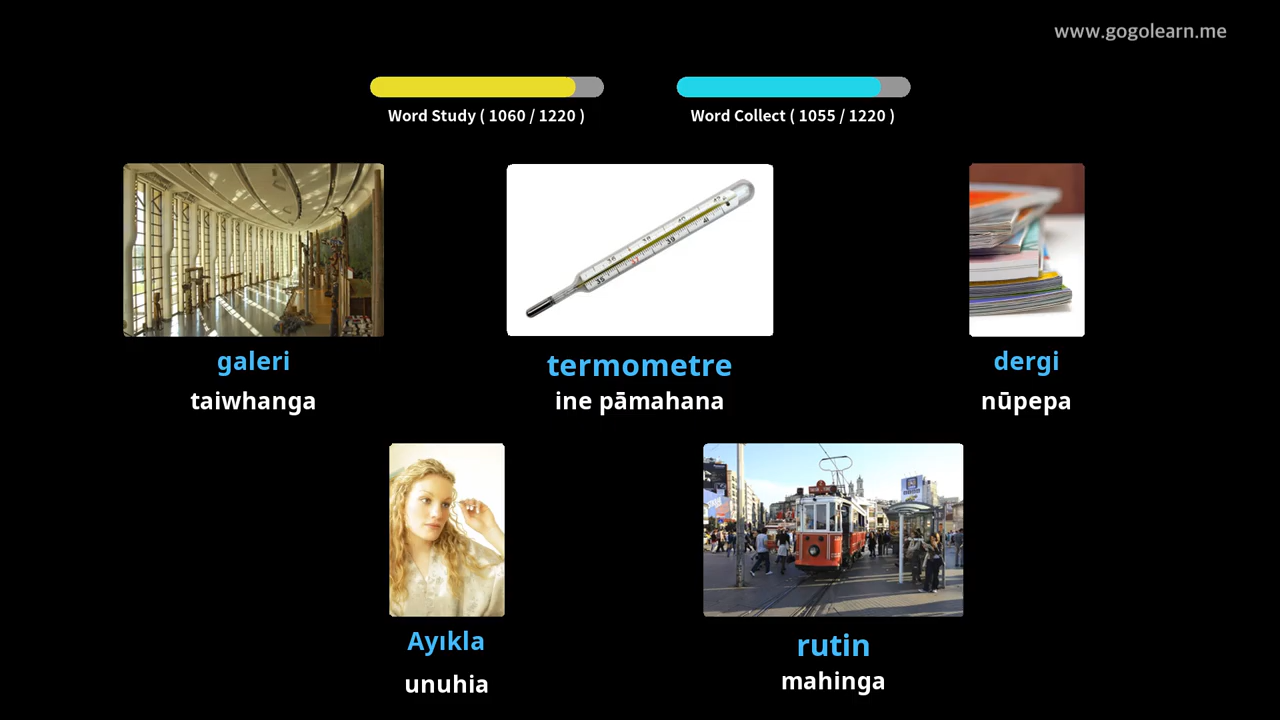 www.gogolearn.me
Word Study ( 1060 / 1220 )
Word Collect ( 1055 / 1220 )
galeri
termometre
dergi
taiwhanga
ine pāmahana
nūpepa
Ayıkla
rutin
unuhia
mahinga